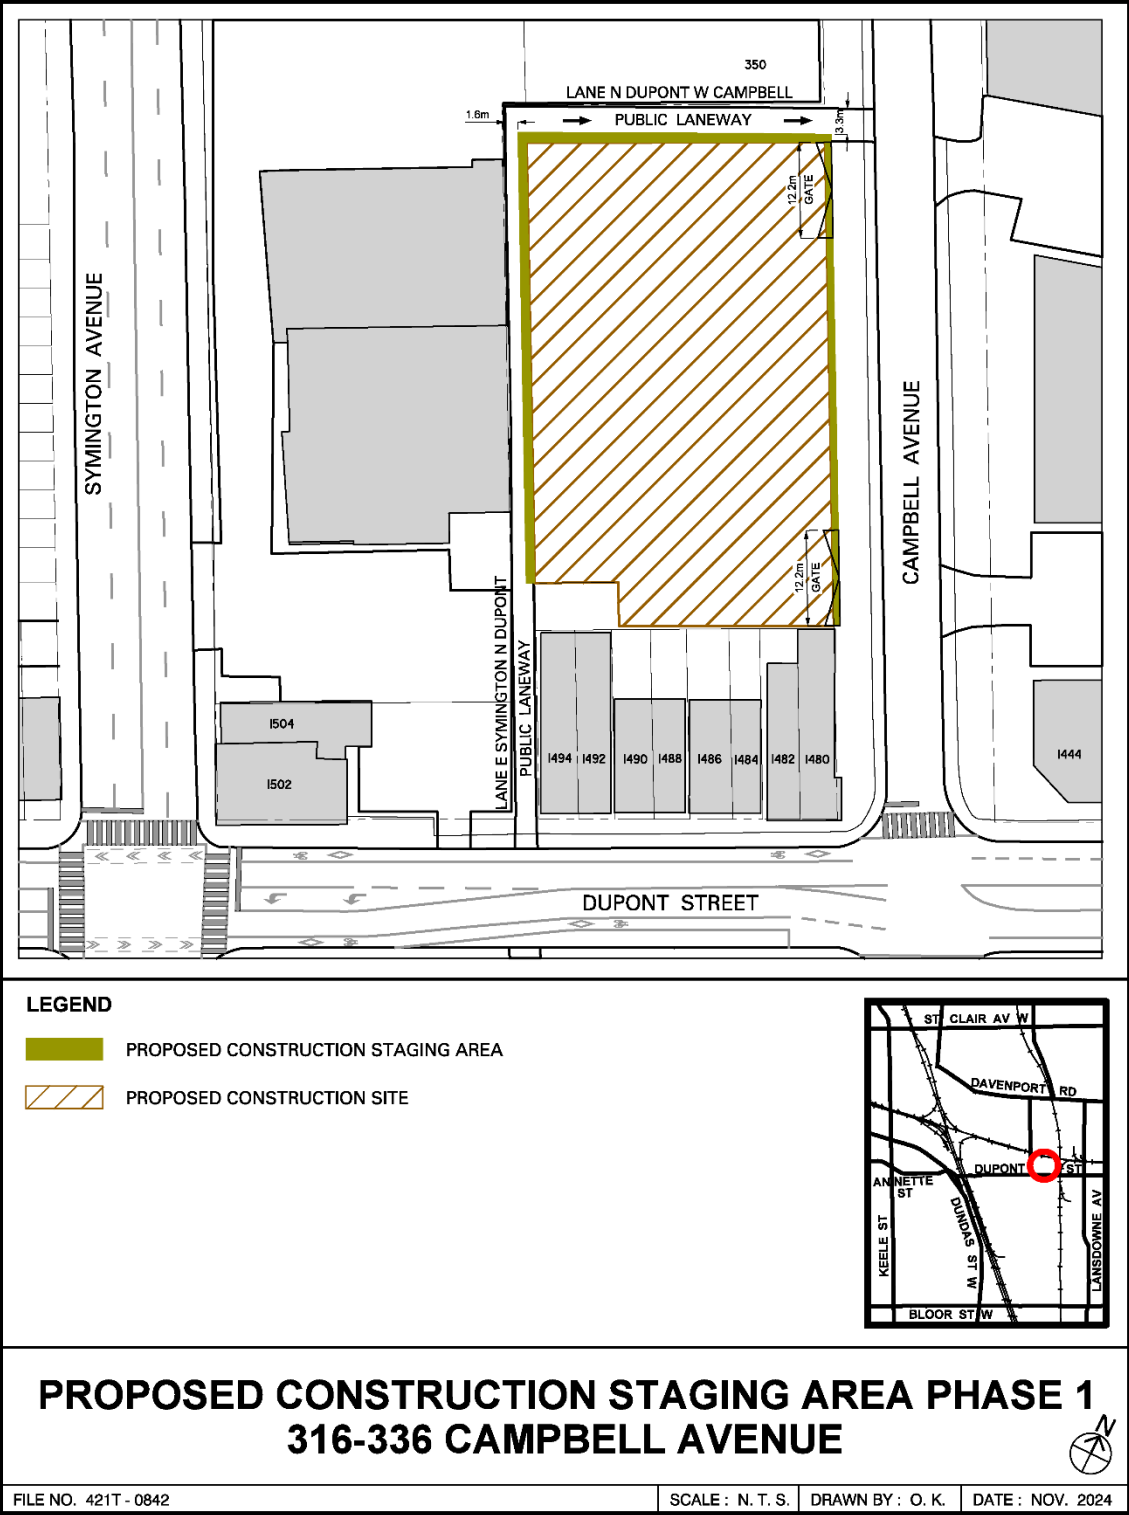 350
LANE N DUPONT W CAMPBELL
1.6m
PUBLIC LANEWAY
3.3m
12.2m
GATE
SYMINGTON AVENUE
CAMPBELL AVENUE
12.2m
GATE
LANE E SYMINGTON N DUPONT
PUBLIC LANEWAY
1504
1502
1494
1492
1490
1488
1486
1484
1482
1480
1444
DUPONT STREET
LEGEND
PROPOSED CONSTRUCTION STAGING AREA
PROPOSED CONSTRUCTION SITE
ST CLAIR AV W
DAVENPORT RD
DUPONT ST
ANNETTE
ST
KEELE ST
DUNDAS ST W
LANSDOWNE AV
BLOOR ST W
PROPOSED CONSTRUCTION STAGING AREA PHASE 1
316-336 CAMPBELL AVENUE
N
FILE NO. 421T - 0842
SCALE : N. T. S.
DRAWN BY : O. K.
DATE : NOV. 2024